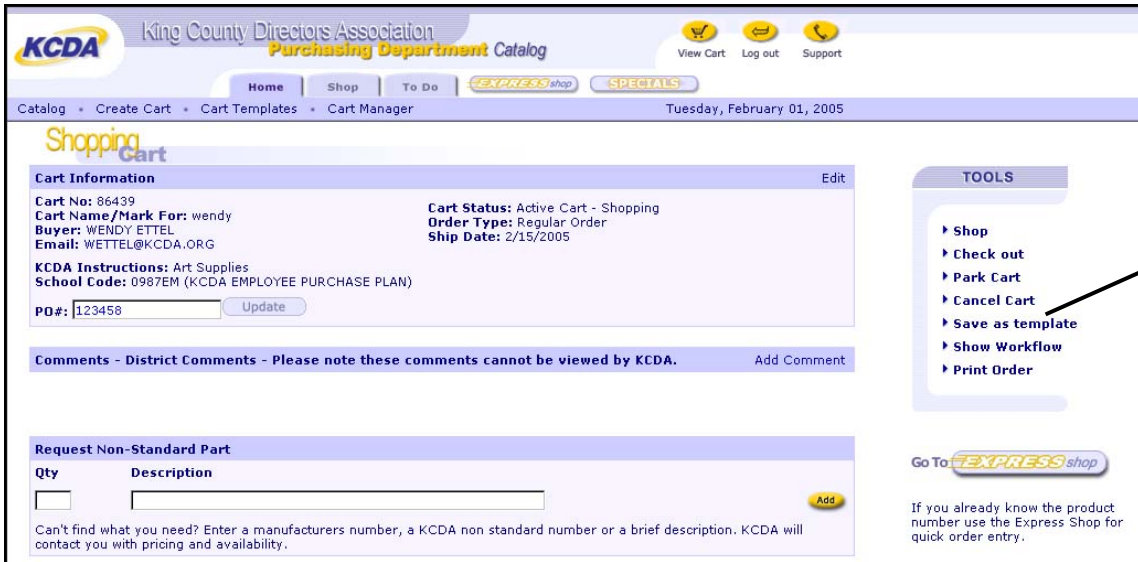 KCDA
King County Directors Association
Purchasing Department Catalog
View Cart Log out Support
Home Shop To Do EXPRESS shop SPECIALS
Catalog Create Cart Cart Templates Cart Manager Tuesday, February 01, 2005
Shopping
Cart
Cart Information Edit
Cart No: 86439
Cart Name/Mark For: wendy
Buyer: WENDY ETTEL
Email: WETTEL@KCDA.ORG
Cart Status: Active Cart - Shopping
Order Type: Regular Order
Ship Date: 2/15/2005
KCDA Instructions: Art Supplies
School Code: 0987EM (KCDA EMPLOYEE PURCHASE PLAN)
PO#: 123458 Update
Comments - District Comments - Please note these comments cannot be viewed by KCDA. Add Comment
Request Non-Standard Part
Qty Description
Add
Can't find what you need? Enter a manufacturers number, a KCDA non standard number or a brief description. KCDA will
contact you with pricing and availability.
TOOLS
Shop
Check out
Park Cart
Cancel Cart
Save as template
Show Workflow
Print Order
Go To EXPRESS shop
If you already know the product
number use the Express Shop for
quick order entry.